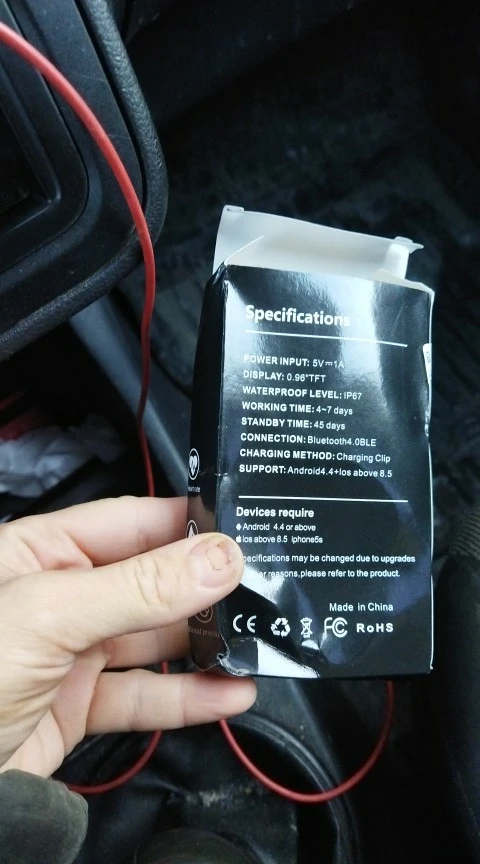 Specifications
POWER INPUT: 5V⎓1A
DISPLAY: 0.96"TFT
WATERPROOF LEVEL: IP67
WORKING TIME: 4~7 days
STANDBY TIME: 45 days
CONNECTION: Bluetooth4.0BLE
CHARGING METHOD: Charging Clip
SUPPORT: Android4.4+Ios above 8.5
Devices require
Android 4.4 or above
Ios above 8.5 iphone5s
pecifications may be changed due to upgrades
reasons,please refer to the product.
Made in China
CE FC RoHS